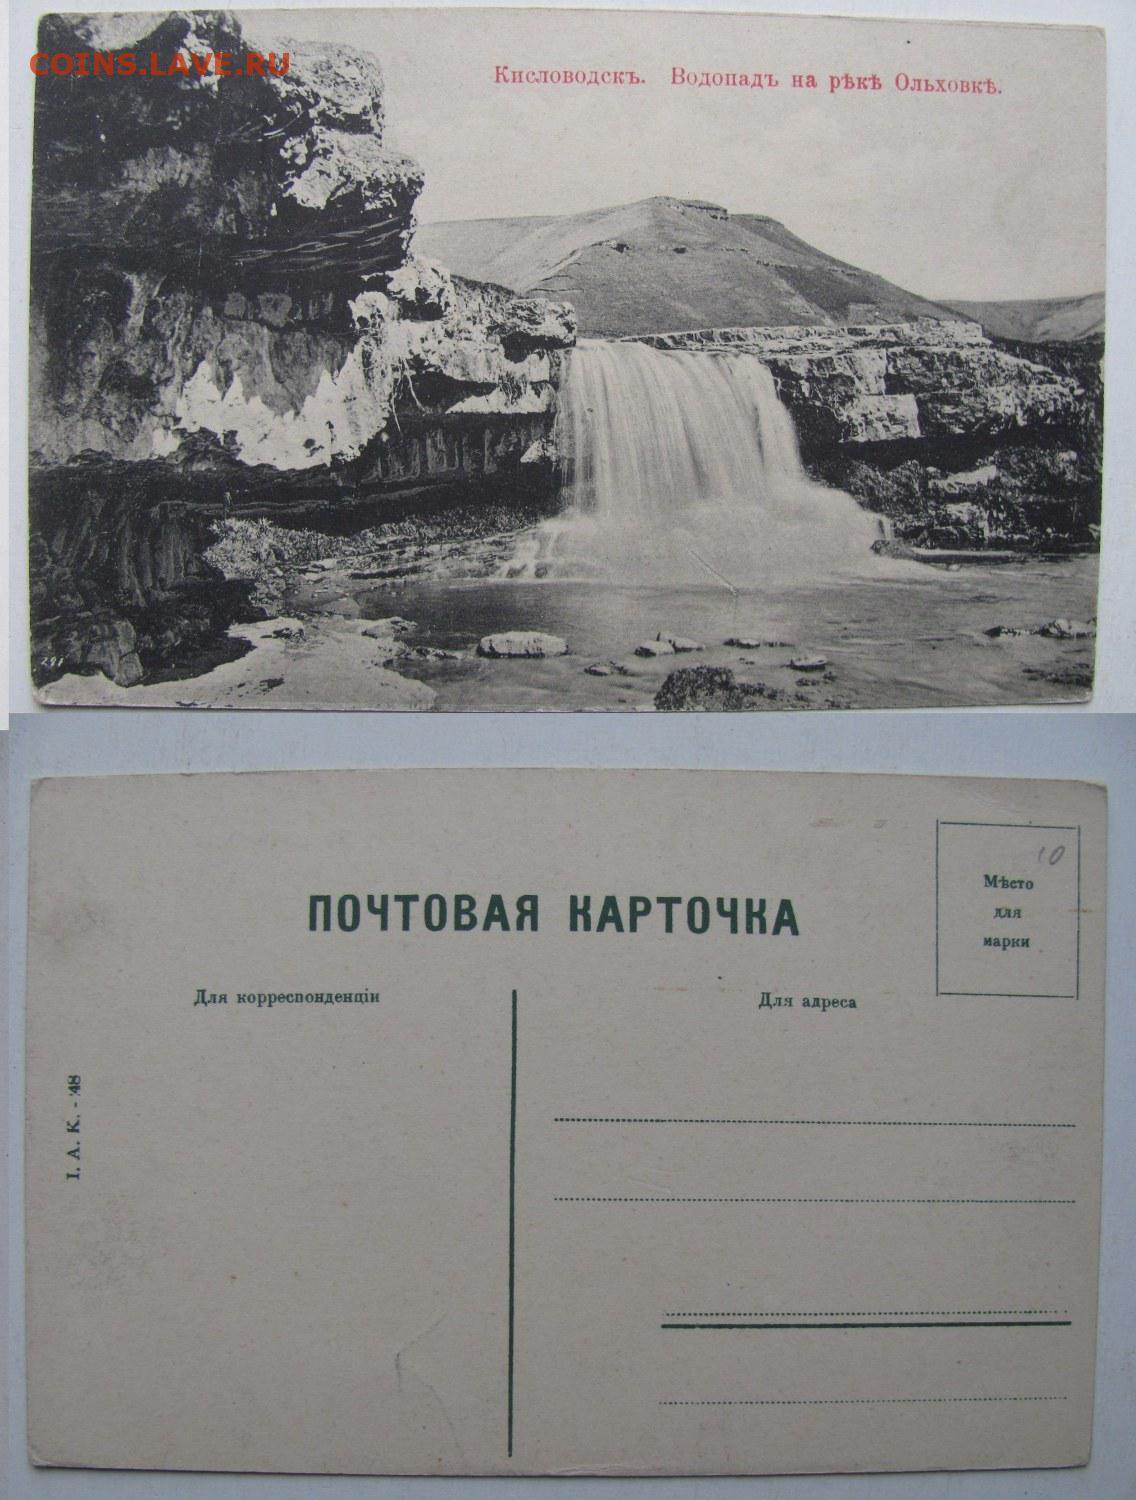 COINS.LAVE.RU
Кисловодскъ. Водопадъ на рѣкѣ Ольховкѣ.
291
10
Мѣсто
для
марки
ПОЧТОВАЯ КАРТОЧКА
Для корреспонденціи
Для адреса
I. A. K. - 48